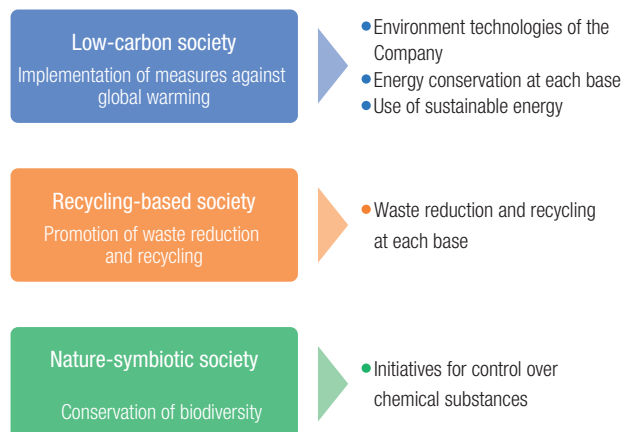 Low-carbon society
Implementation of measures against
global warming
●Environment technologies of the
Company
●Energy conservation at each base
●Use of sustainable energy
Recycling-based society
Promotion of waste reduction
and recycling
●Waste reduction and recycling
at each base
Nature-symbiotic society
Conservation of biodiversity
●Initiatives for control over
chemical substances